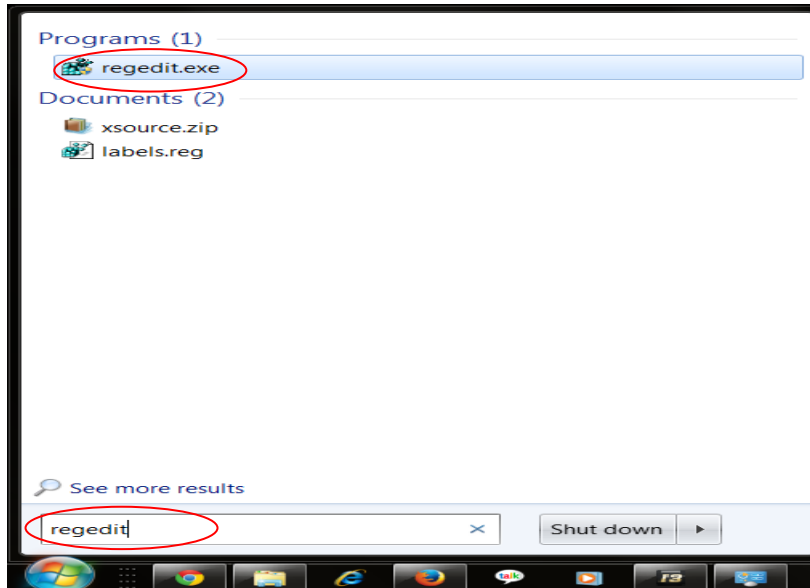 Programs (1)
regedit.exe
Documents (2)
xsource.zip
labels.reg
See more results
regedit
Shut down
talk